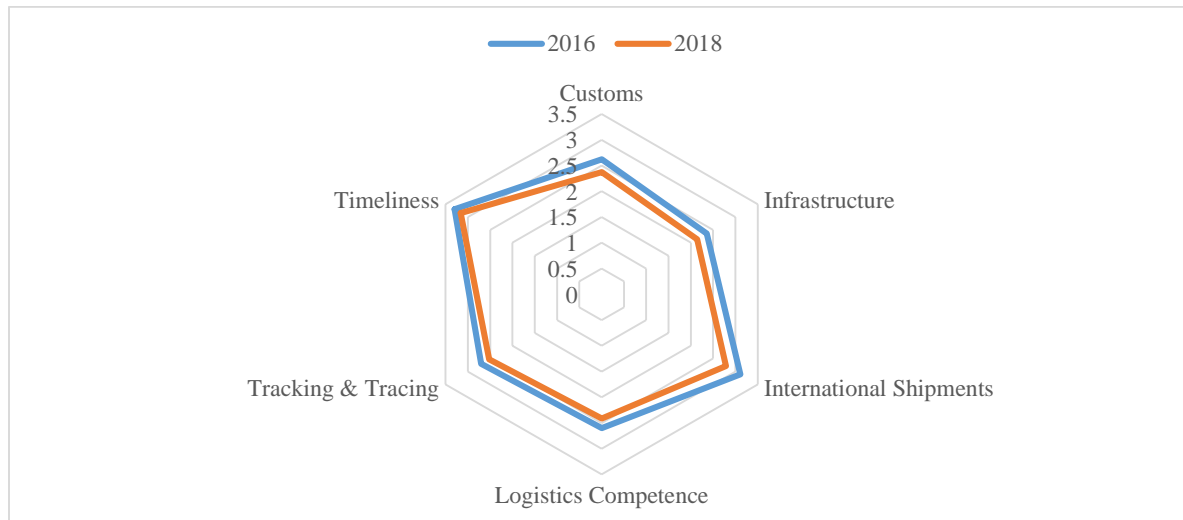 2016 2018
Customs
3.5
3
2.5
2
1.5
1
0.5
0
Timeliness
Infrastructure
Tracking & Tracing
International Shipments
Logistics Competence